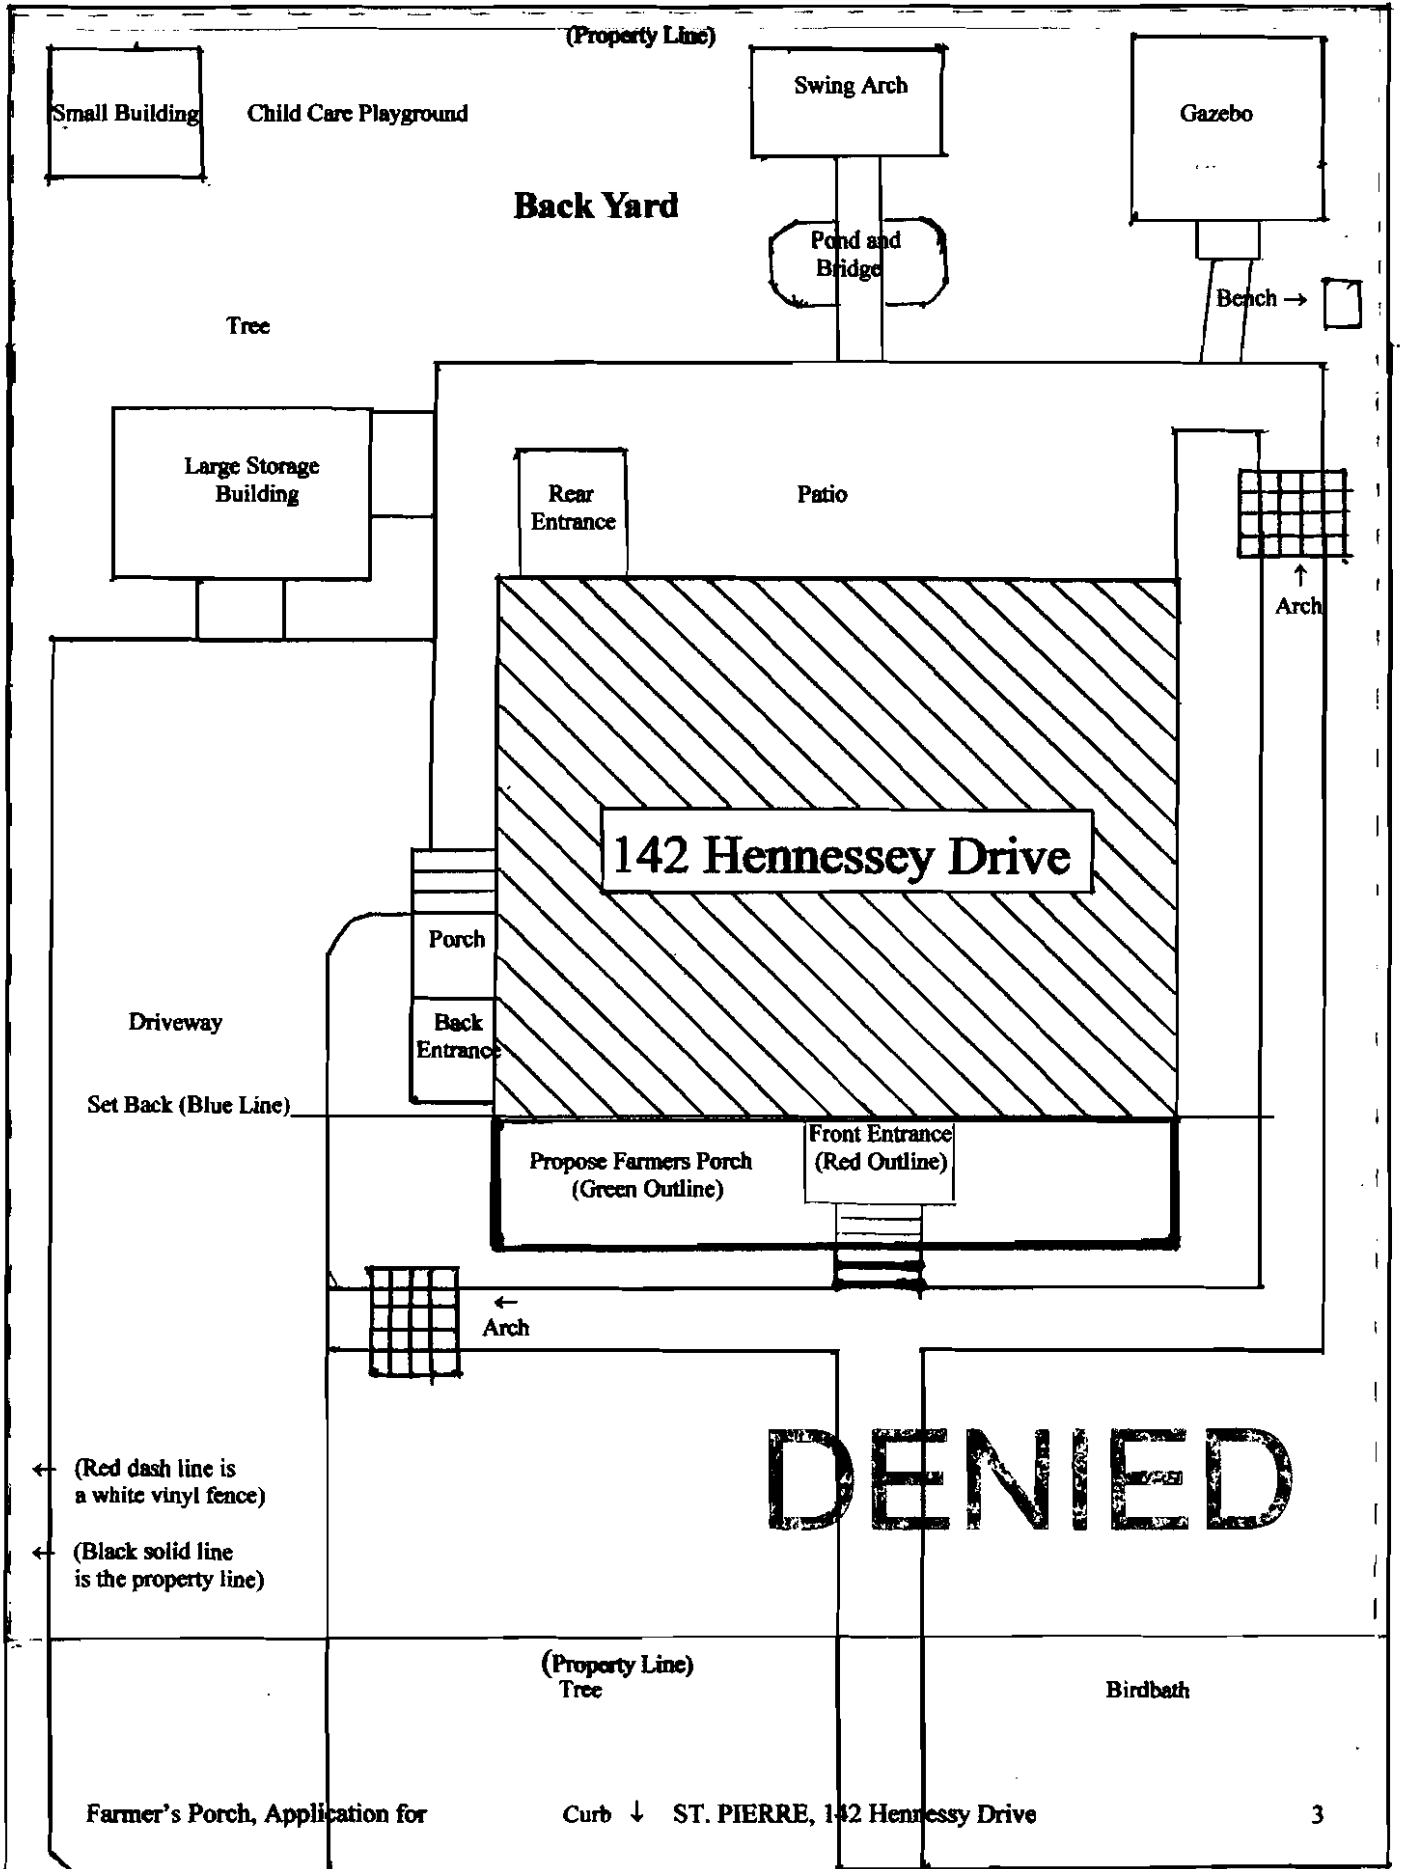 (Property Line)
Swing Arch
Small Building
Child Care Playground
Gazebo
Back Yard
Pond and
Bridge
Bench →
Tree
Large Storage
Building
Rear
Entrance
Patio
↑
Arch
142 Hennessey Drive
Porch
Driveway
Back
Entrance
Set Back (Blue Line)
Front Entrance
(Red Outline)
Propose Farmers Porch
(Green Outline)
←
Arch
DENIED
← (Red dash line is
a white vinyl fence)
← (Black solid line
is the property line)
(Property Line)
Tree
Birdbath
Farmer's Porch, Application for
Curb ↓
ST. PIERRE, 142 Hennessy Drive
3